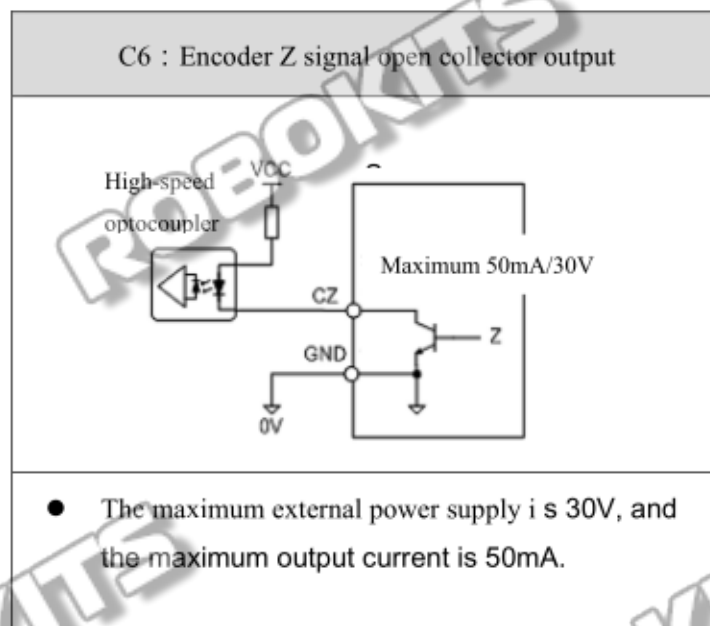 C6：Encoder Z signal open collector output
High-speed
optocoupler
VCC
Maximum 50mA/30V
CZ
Z
GND
0V
● The maximum external power supply i s 30V, and
the maximum output current is 50mA.
ROBOKITS
KITS